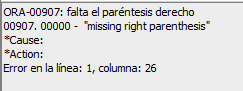 ORA-00907: falta el paréntesis derecho
00907. 00000 -  "missing right parenthesis"
*Cause:
*Action:
Error en la línea: 1, columna: 26